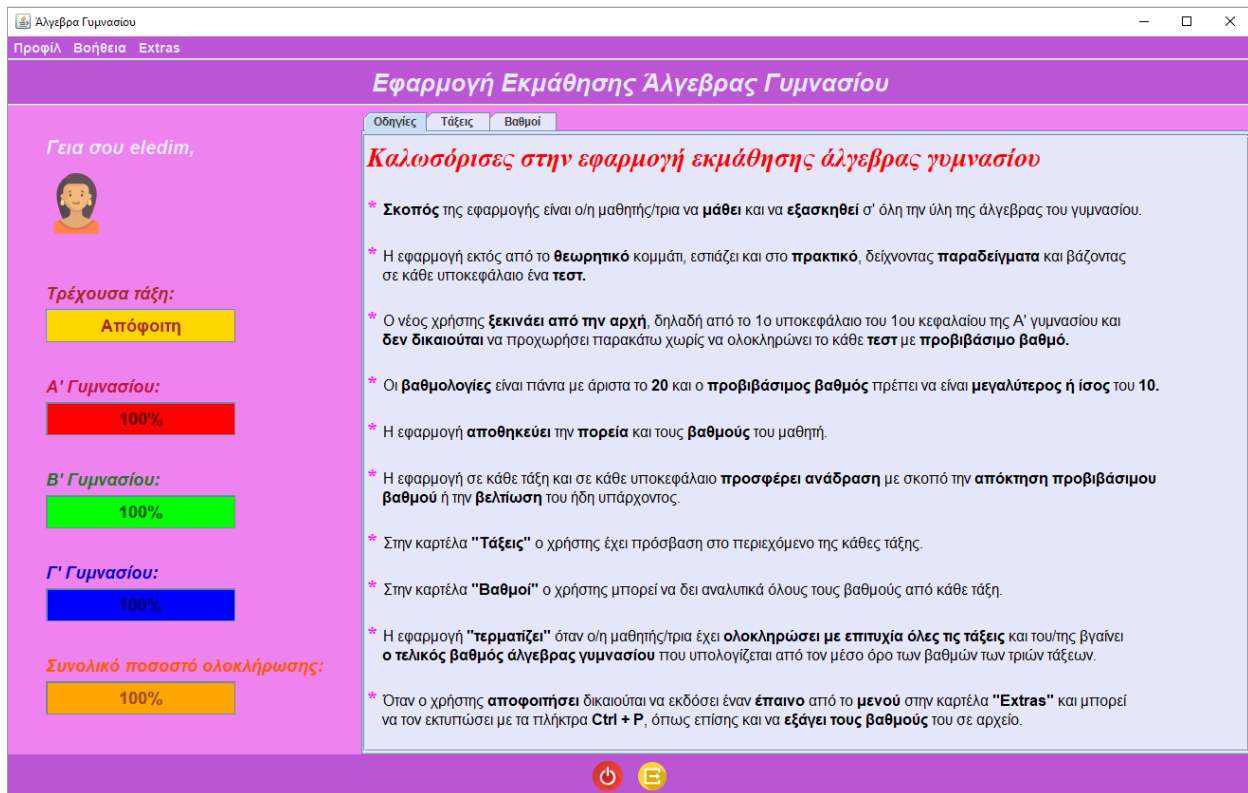 Άλγεβρα Γυμνασίου
Προφίλ Βοήθεια Extras
Εφαρμογή Εκμάθησης Άλγεβρας Γυμνασίου
Γεια σου eledim,
Τρέχουσα τάξη:
Απόφοιτη
Α' Γυμνασίου:
100%
Β' Γυμνασίου:
100%
Γ' Γυμνασίου:
100%
Συνολικό ποσοστό ολοκλήρωσης:
100%
Οδηγίες Τάξεις Βαθμοί
Καλωσόρισες στην εφαρμογή εκμάθησης άλγεβρας γυμνασίου
* Σκοπός της εφαρμογής είναι ο/η μαθητής/τρια να μάθει και να εξασκηθεί σ' όλη την ύλη της άλγεβρας του γυμνασίου.
* Η εφαρμογή εκτός από το θεωρητικό κομμάτι, εστιάζει και στο πρακτικό, δείχνοντας παραδείγματα και βάζοντας
σε κάθε υποκεφάλαιο ένα τεστ.
* Ο νέος χρήστης ξεκινάει από την αρχή, δηλαδή από το 1ο υποκεφάλαιο του 1ου κεφαλαίου της Α' γυμνασίου και
δεν δικαιούται να προχωρήσει παρακάτω χωρίς να ολοκληρώνει το κάθε τεστ με προβιβάσιμο βαθμό.
* Οι βαθμολογίες είναι πάντα με άριστα το 20 και ο προβιβάσιμος βαθμός πρέπει να είναι μεγαλύτερος ή ίσος του 10.
* Η εφαρμογή αποθηκεύει την πορεία και τους βαθμούς του μαθητή.
* Η εφαρμογή σε κάθε τάξη και σε κάθε υποκεφάλαιο προσφέρει ανάδραση με σκοπό την απόκτηση προβιβάσιμου
βαθμού ή την βελτίωση του ήδη υπάρχοντος.
* Στην καρτέλα "Τάξεις" ο χρήστης έχει πρόσβαση στο περιεχόμενο της κάθες τάξης.
* Στην καρτέλα "Βαθμοί" ο χρήστης μπορεί να δει αναλυτικά όλους τους βαθμούς από κάθε τάξη.
* Η εφαρμογή "τερματίζει" όταν ο/η μαθητής/τρια έχει ολοκληρώσει με επιτυχία όλες τις τάξεις και του/της βγαίνει
ο τελικός βαθμός άλγεβρας γυμνασίου που υπολογίζεται από τον μέσο όρο των βαθμών των τριών τάξεων.
* Όταν ο χρήστης αποφοιτήσει δικαιούται να εκδόσει έναν έπαινο από το μενού στην καρτέλα "Extras" και μπορεί
να τον εκτυπώσει με τα πλήκτρα Ctrl + P, όπως επίσης και να εξάγει τους βαθμούς του σε αρχείο.